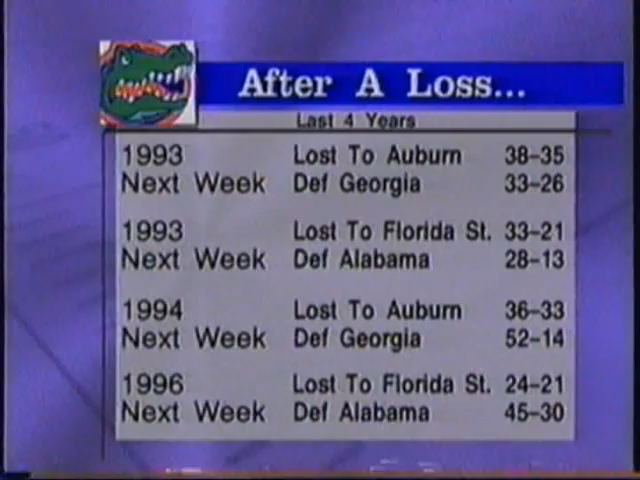 After A Loss...
Last 4 Years
1993 Lost To Auburn 38-35
Next Week Def Georgia 33-26
1993 Lost To Florida St. 33-21
Next Week Def Alabama 28-13
1994 Lost To Auburn 36-33
Next Week Def Georgia 52-14
1996 Lost To Florida St. 24-21
Next Week Def Alabama 45-30